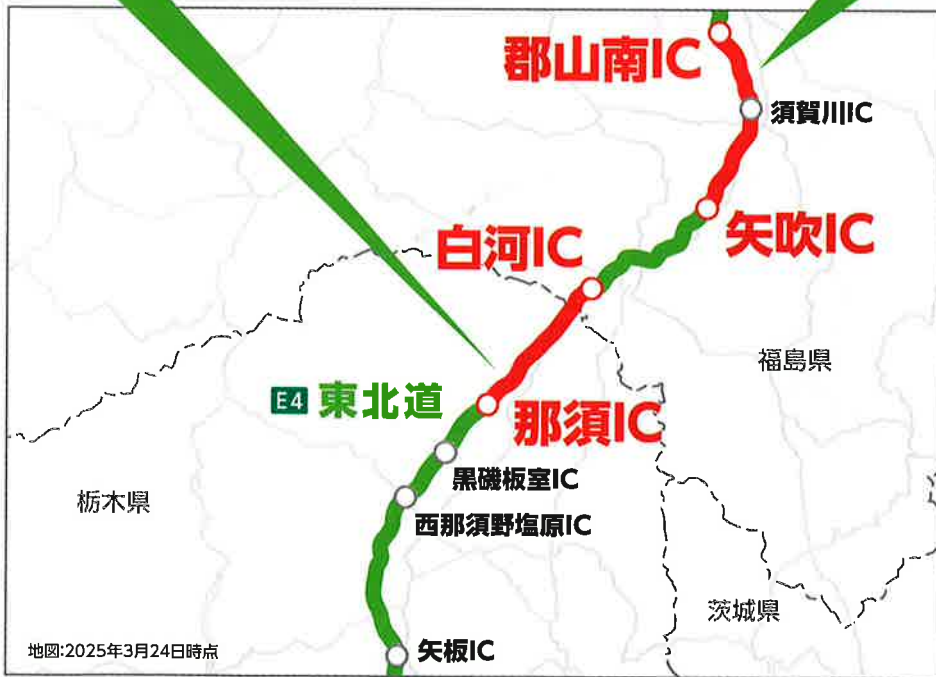 郡山南IC
須賀川IC
矢吹IC
白河IC
福島県
E4 東北道
那須IC
黒磯板室IC
栃木県
西那須野塩原IC
茨城県
地図:2025年3月24日時点
矢板IC